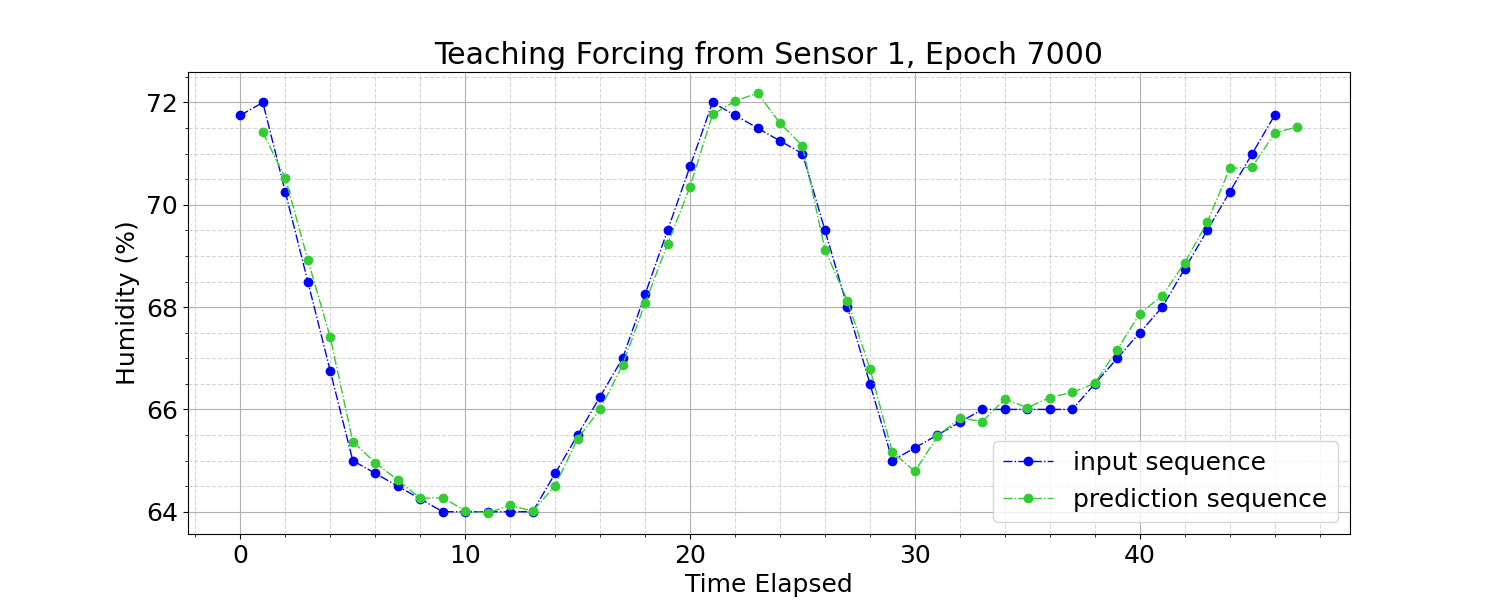 Teaching Forcing from Sensor 1, Epoch 7000
Humidity (%)
72
70
68
66
64
0 10 20 30 40
Time Elapsed
input sequence
prediction sequence